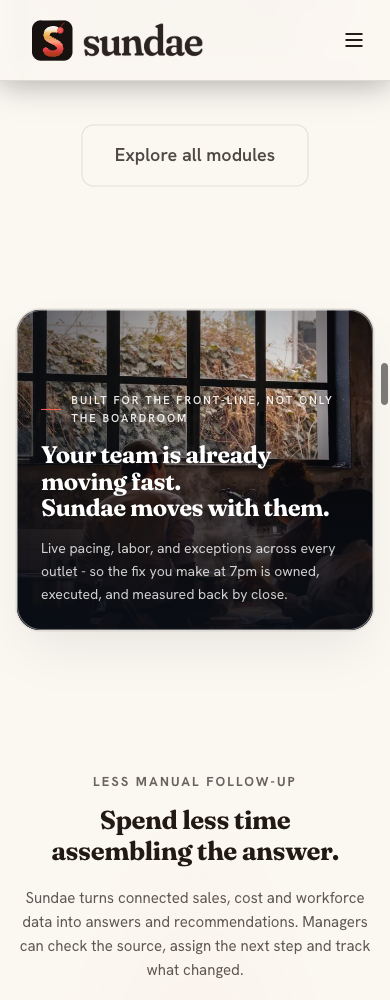 sundae
Explore all modules
BUILT FOR THE FRONT-LINE, NOT ONLY
THE BOARDROOM
Your team is already
moving fast.
Sundae moves with them.
Live pacing, labor, and exceptions across every
outlet - so the fix you make at 7pm is owned,
executed, and measured back by close.
LESS MANUAL FOLLOW-UP
Spend less time
assembling the answer.
Sundae turns connected sales, cost and workforce
data into answers and recommendations. Managers
can check the source, assign the next step and track
what changed.